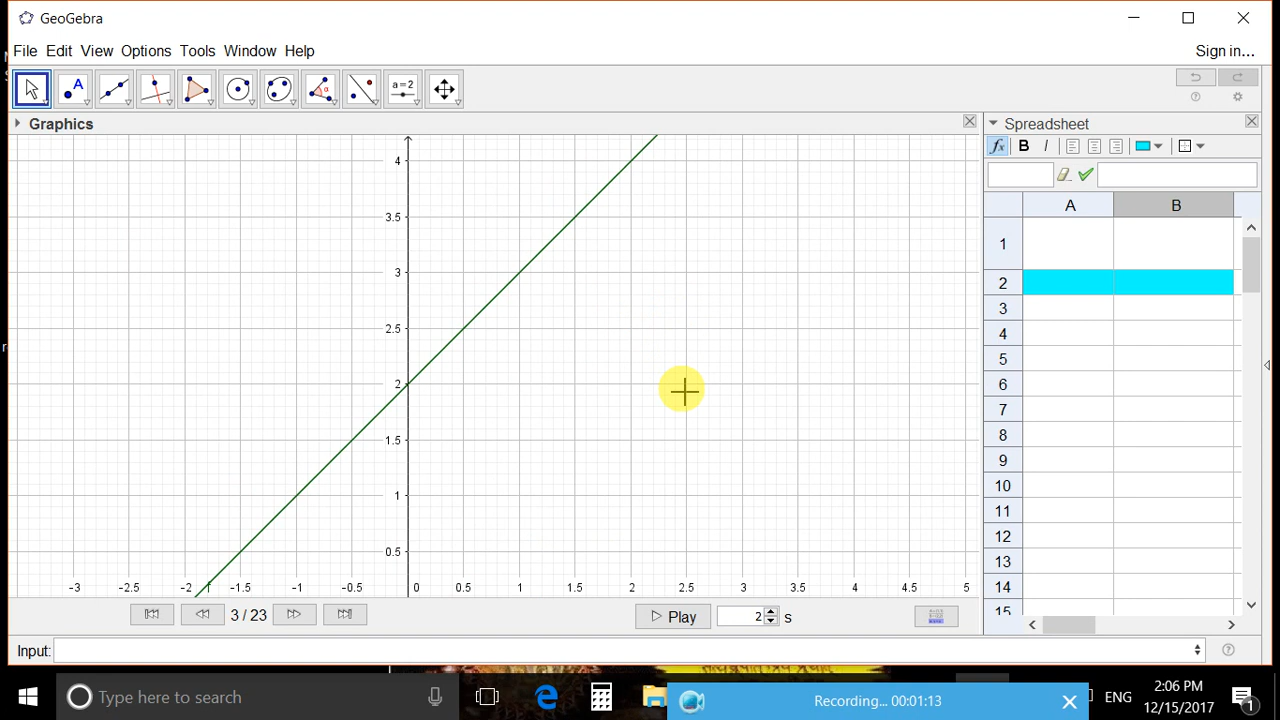 GeoGebra
File Edit View Options Tools Window Help
Sign in...
A
α
a=2
Graphics
Spreadsheet
fx B I
A B
1
2
3
4
5
6
7
8
9
10
11
12
13
14
15
4
3.5
3
2.5
2
1.5
1
0.5
-3 -2.5 -2 f -1.5 -1 -0.5 0 0.5 1 1.5 2 2.5 3 3.5 4 4.5 5
3 / 23
Play 2 s
Input:
Type here to search
Recording... 00:01:13
ENG
2:06 PM
12/15/2017
1